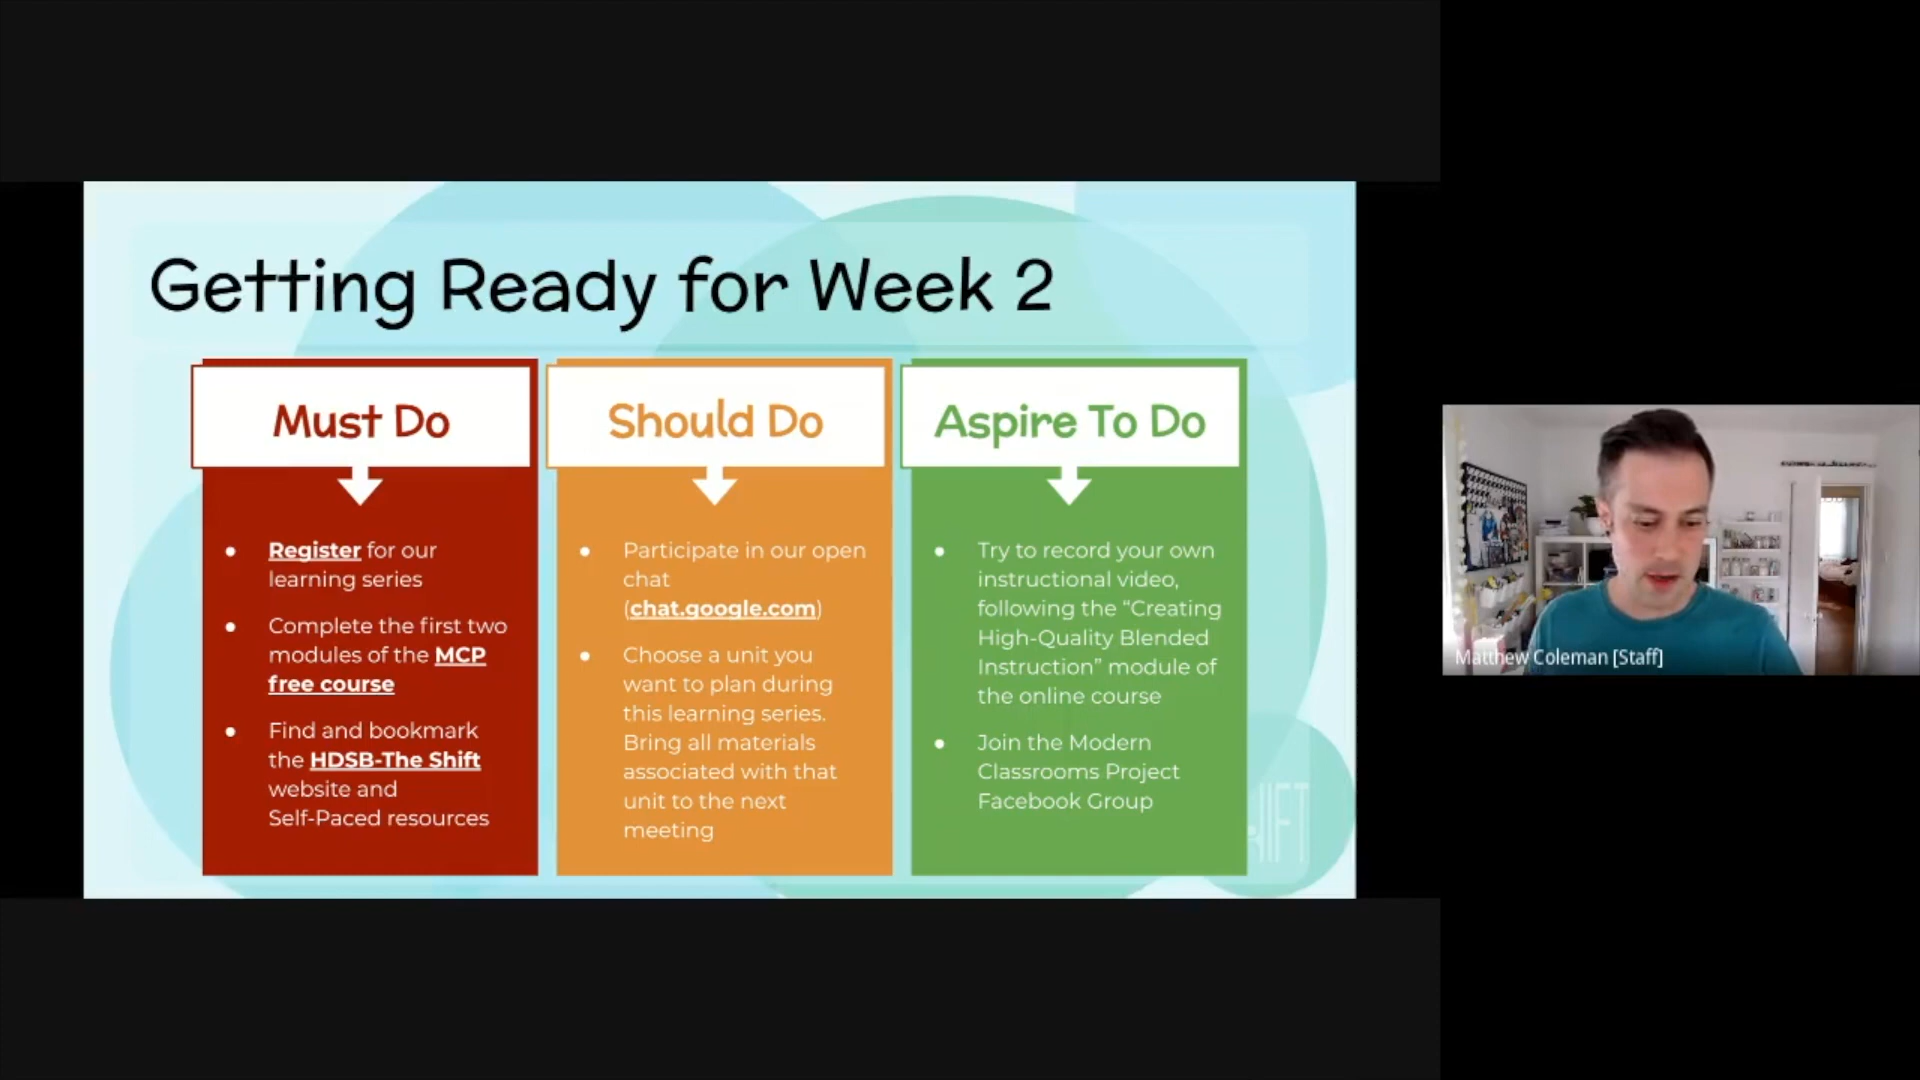 Getting Ready for Week 2
Must Do
• Register for our
learning series
• Complete the first two
modules of the MCP
free course
• Find and bookmark
the HDSB-The Shift
website and
Self-Paced resources
Should Do
• Participate in our open
chat
(chat.google.com)
• Choose a unit you
want to plan during
this learning series.
Bring all materials
associated with that
unit to the next
meeting
Aspire To Do
• Try to record your own
instructional video,
following the “Creating
High-Quality Blended
Instruction” module of
the online course
• Join the Modern
Classrooms Project
Facebook Group
Matthew Coleman [Staff]